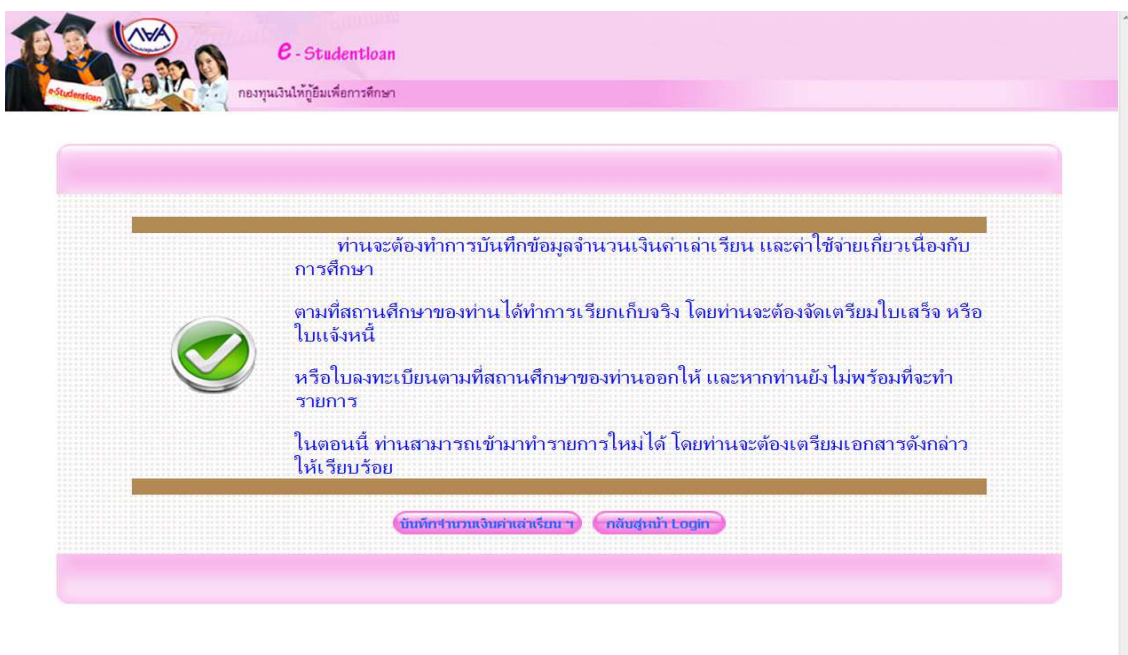 กยศ
e-Studentloan
e - Studentloan
กองทุนเงินให้กู้ยืมเพื่อการศึกษา
ท่านจะต้องทำการบันทึกข้อมูลจำนวนเงินค่าเล่าเรียน และค่าใช้จ่ายเกี่ยวเนื่องกับ
การศึกษา
ตามที่สถานศึกษาของท่านได้ทำการเรียกเก็บจริง โดยท่านจะต้องจัดเตรียมใบเสร็จ หรือ
ใบแจ้งหนี้
หรือใบลงทะเบียนตามที่สถานศึกษาของท่านออกให้ และหากท่านยังไม่พร้อมที่จะทำ
รายการ
ในตอนนี้ ท่านสามารถเข้ามาทำรายการใหม่ได้ โดยท่านจะต้องเตรียมเอกสารดังกล่าว
ให้เรียบร้อย
บันทึกจำนวนเงินค่าเล่าเรียน ฯ
กลับสู่หน้า Login